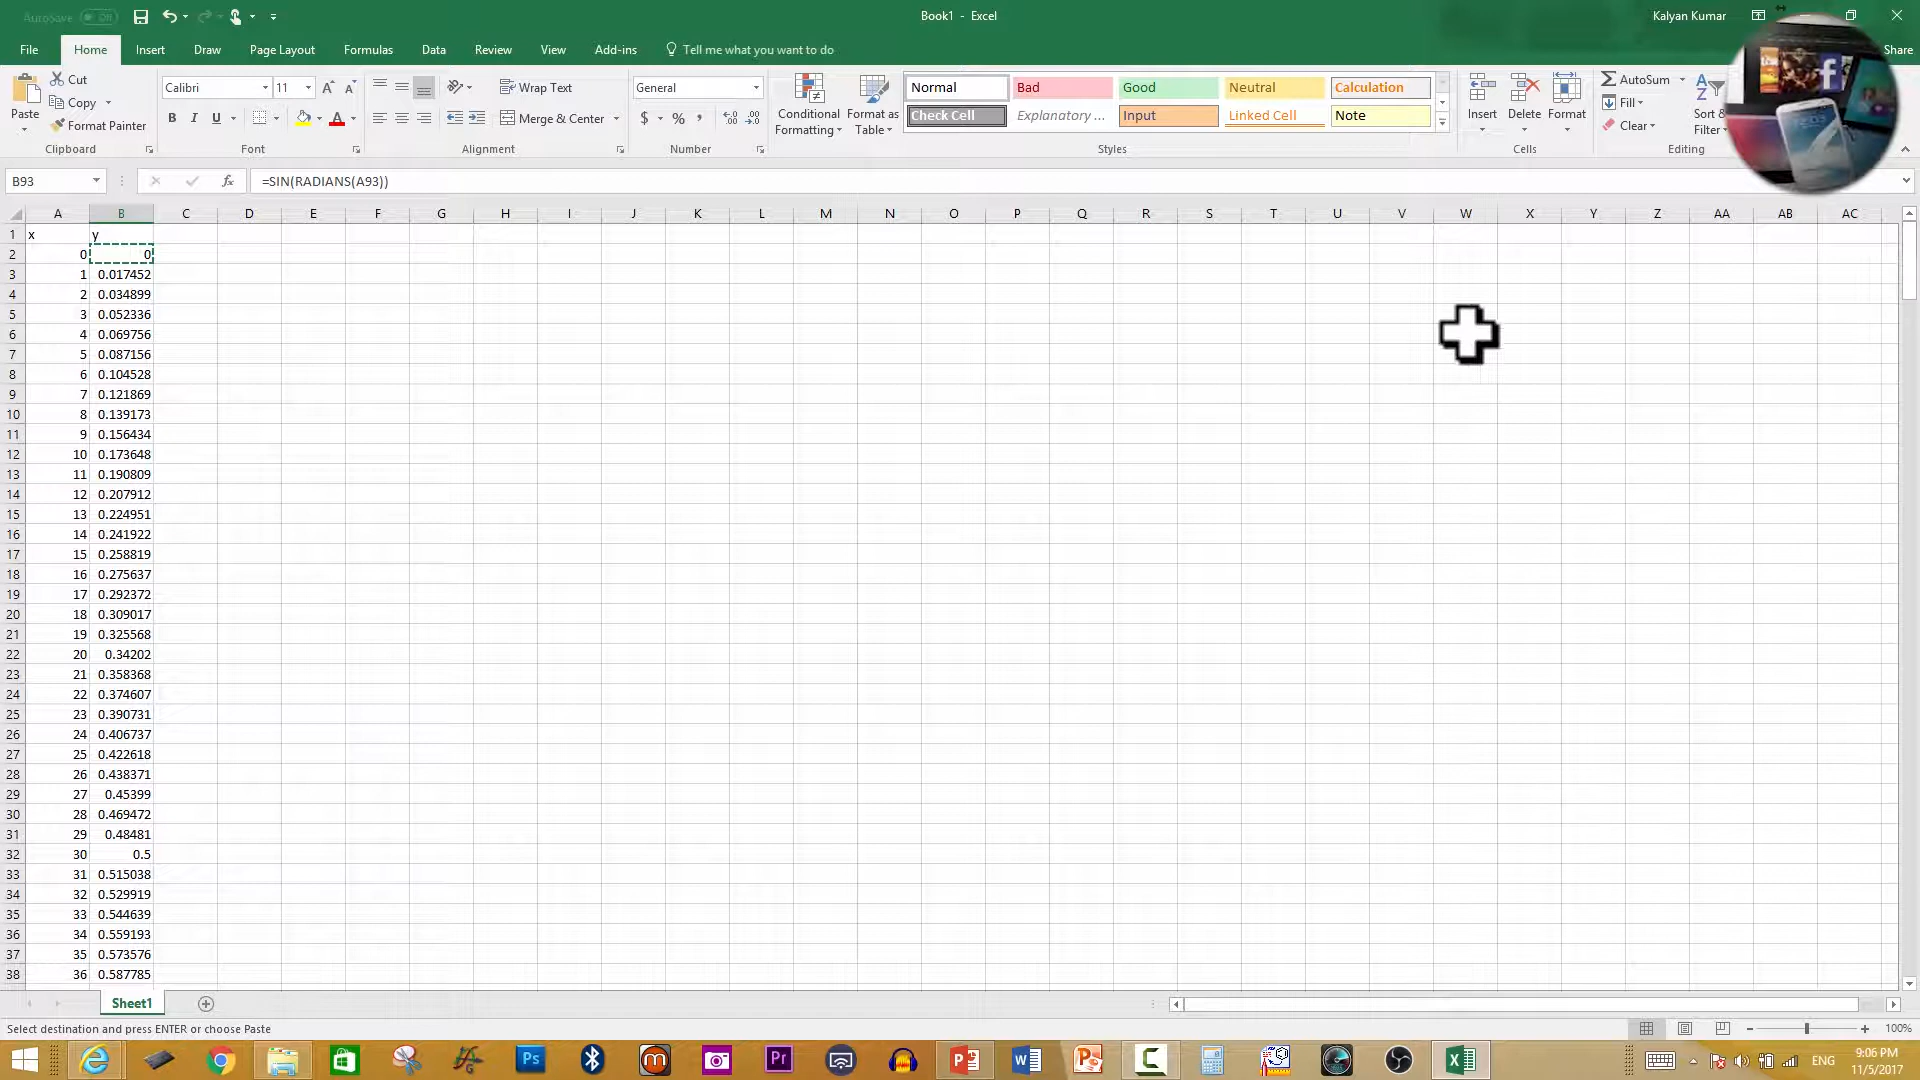 AutoSave Off
Book1 - Excel
Kalyan Kumar
File Home Insert Draw Page Layout Formulas Data Review View Add-ins Tell me what you want to do Share
Cut
Copy
Format Painter
Paste
Clipboard
Calibri 11
B I U
Font
Wrap Text
Merge & Center
Alignment
General
$ %
Number
Conditional Formatting
Format as Table
Normal Bad Good Neutral Calculation
Check Cell Explanatory ... Input Linked Cell Note
Styles
Insert Delete Format
Cells
AutoSum
Fill
Clear
Sort & Filter
Editing
B93 fx =SIN(RADIANS(A93))
A B C D E F G H I J K L M N O P Q R S T U V W X Y Z AA AB AC
1 x y
2 0 0
3 1 0.017452
4 2 0.034899
5 3 0.052336
6 4 0.069756
7 5 0.087156
8 6 0.104528
9 7 0.121869
10 8 0.139173
11 9 0.156434
12 10 0.173648
13 11 0.190809
14 12 0.207912
15 13 0.224951
16 14 0.241922
17 15 0.258819
18 16 0.275637
19 17 0.292372
20 18 0.309017
21 19 0.325568
22 20 0.34202
23 21 0.358368
24 22 0.374607
25 23 0.390731
26 24 0.406737
27 25 0.422618
28 26 0.438371
29 27 0.45399
30 28 0.469472
31 29 0.48481
32 30 0.5
33 31 0.515038
34 32 0.529919
35 33 0.544639
36 34 0.559193
37 35 0.573576
38 36 0.587785
Sheet1
Select destination and press ENTER or choose Paste
100%
ENG
9:06 PM
11/5/2017